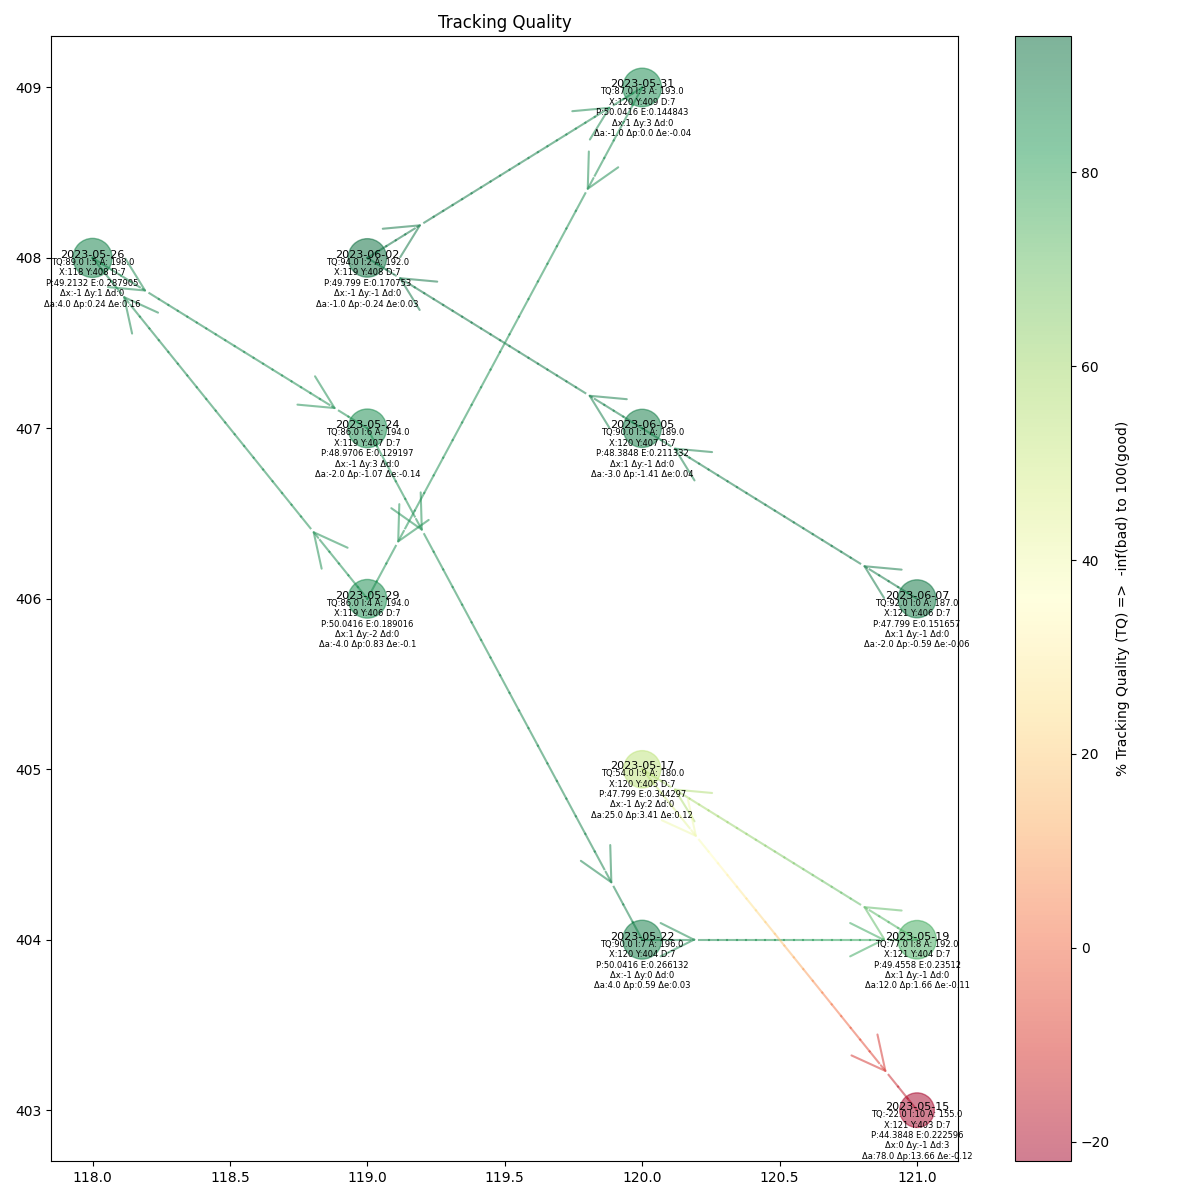 Tracking Quality
409
408
407
406
405
404
403
118.0
118.5
119.0
119.5
120.0
120.5
121.0
2023-05-31
TQ:87.0 I:3 A: 193.0
X:120 Y:409 D:7
P:50.0416 E:0.144843
Δx:1 Δy:3 Δd:0
Δa:-1.0 Δp:0.0 Δe:-0.04
2023-05-26
TQ:89.0 I:5 A: 198.0
X:118 Y:408 D:7
P:49.2132 E:0.287905
Δx:-1 Δy:1 Δd:0
Δa:4.0 Δp:0.24 Δe:0.16
2023-06-02
TQ:94.0 I:2 A: 192.0
X:119 Y:408 D:7
P:49.799 E:0.170753
Δx:-1 Δy:-1 Δd:0
Δa:-1.0 Δp:-0.24 Δe:0.03
2023-05-24
TQ:86.0 I:6 A: 194.0
X:119 Y:407 D:7
P:48.9706 E:0.129197
Δx:-1 Δy:3 Δd:0
Δa:-2.0 Δp:-1.07 Δe:-0.14
2023-06-05
TQ:90.0 I:1 A: 189.0
X:120 Y:407 D:7
P:48.3848 E:0.211332
Δx:1 Δy:-1 Δd:0
Δa:-3.0 Δp:-1.41 Δe:0.04
2023-05-29
TQ:86.0 I:4 A: 194.0
X:119 Y:406 D:7
P:50.0416 E:0.189016
Δx:1 Δy:-2 Δd:0
Δa:-4.0 Δp:0.83 Δe:-0.1
2023-06-07
TQ:92.0 I:0 A: 187.0
X:121 Y:406 D:7
P:47.799 E:0.151657
Δx:1 Δy:-1 Δd:0
Δa:-2.0 Δp:-0.59 Δe:-0.06
2023-05-17
TQ:54.0 I:9 A: 180.0
X:120 Y:405 D:7
P:47.799 E:0.344297
Δx:-1 Δy:2 Δd:0
Δa:25.0 Δp:3.41 Δe:0.12
2023-05-22
TQ:90.0 I:7 A: 196.0
X:120 Y:404 D:7
P:50.0416 E:0.266132
Δx:-1 Δy:0 Δd:0
Δa:4.0 Δp:0.59 Δe:0.03
2023-05-19
TQ:77.0 I:8 A: 192.0
X:121 Y:404 D:7
P:49.4558 E:0.23512
Δx:1 Δy:-1 Δd:0
Δa:12.0 Δp:1.66 Δe:-0.11
2023-05-15
TQ:-22.0 I:10 A: 155.0
X:121 Y:403 D:7
P:44.3848 E:0.222596
Δx:0 Δy:-1 Δd:3
Δa:78.0 Δp:13.66 Δe:-0.12
80
60
40
20
0
−20
% Tracking Quality (TQ) => -inf(bad) to 100(good)